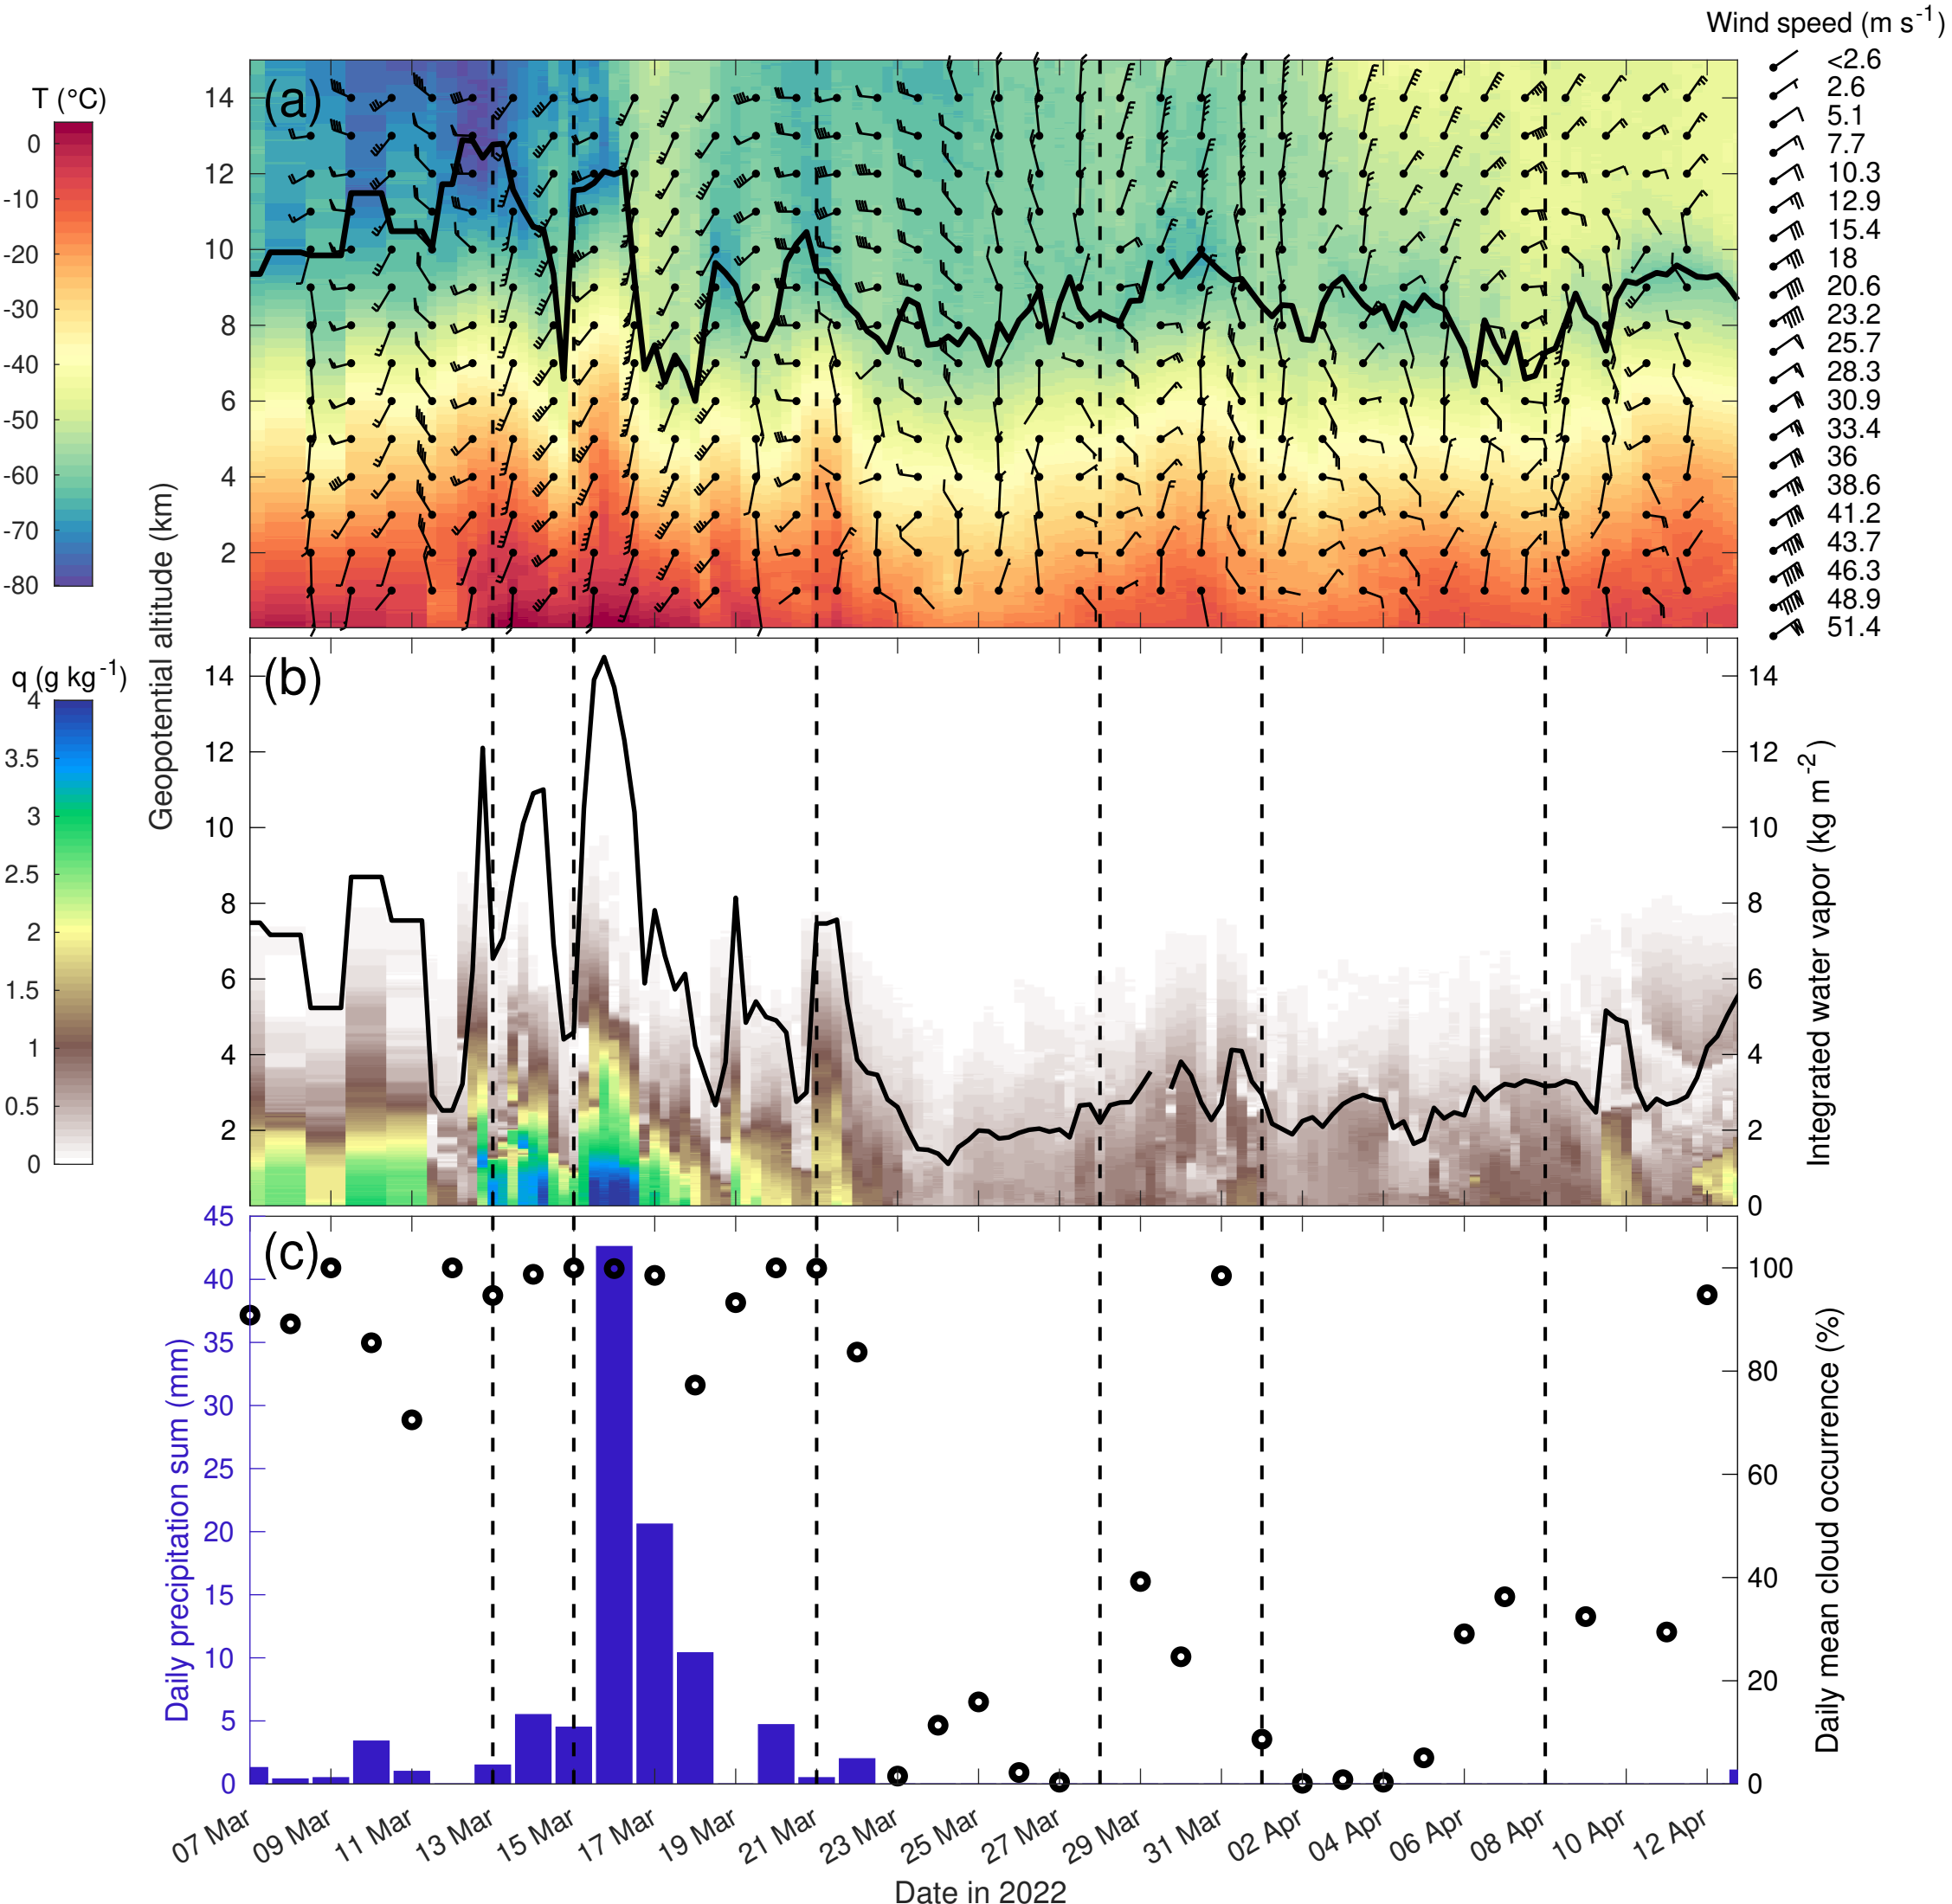 Wind speed (m s-1)
<2.6
2.6
5.1
7.7
10.3
12.9
15.4
18
20.6
23.2
25.7
28.3
30.9
33.4
36
38.6
41.2
43.7
46.3
48.9
51.4
T (°C)
0
-10
-20
-30
-40
-50
-60
-70
-80
(a)
14
12
10
8
6
4
2
Geopotential altitude (km)
q (g kg-1)
4
3.5
3
2.5
2
1.5
1
0.5
0
(b)
14
12
10
8
6
4
2
14
12
10
8
6
4
2
0
Integrated water vapor (kg m-2)
(c)
45
40
35
30
25
20
15
10
5
0
Daily precipitation sum (mm)
100
80
60
40
20
0
Daily mean cloud occurrence (%)
07 Mar
09 Mar
11 Mar
13 Mar
15 Mar
17 Mar
19 Mar
21 Mar
23 Mar
25 Mar
27 Mar
29 Mar
31 Mar
02 Apr
04 Apr
06 Apr
08 Apr
10 Apr
12 Apr
Date in 2022